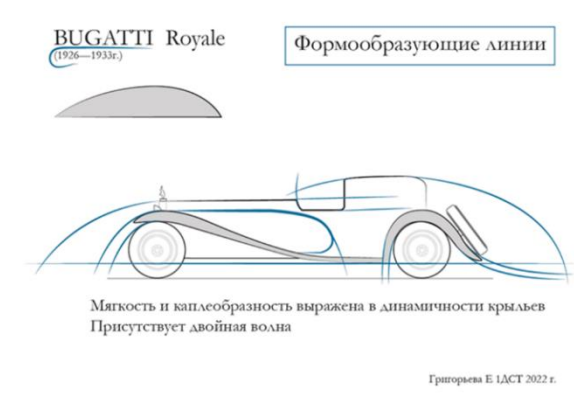 BUGATTI Royale
(1926—1933г.)
Формообразующие линии
Мягкость и каплеобразность выражена в динамичности крыльев
Присутствует двойная волна
Григорьева Е 1ДСТ 2022 г.